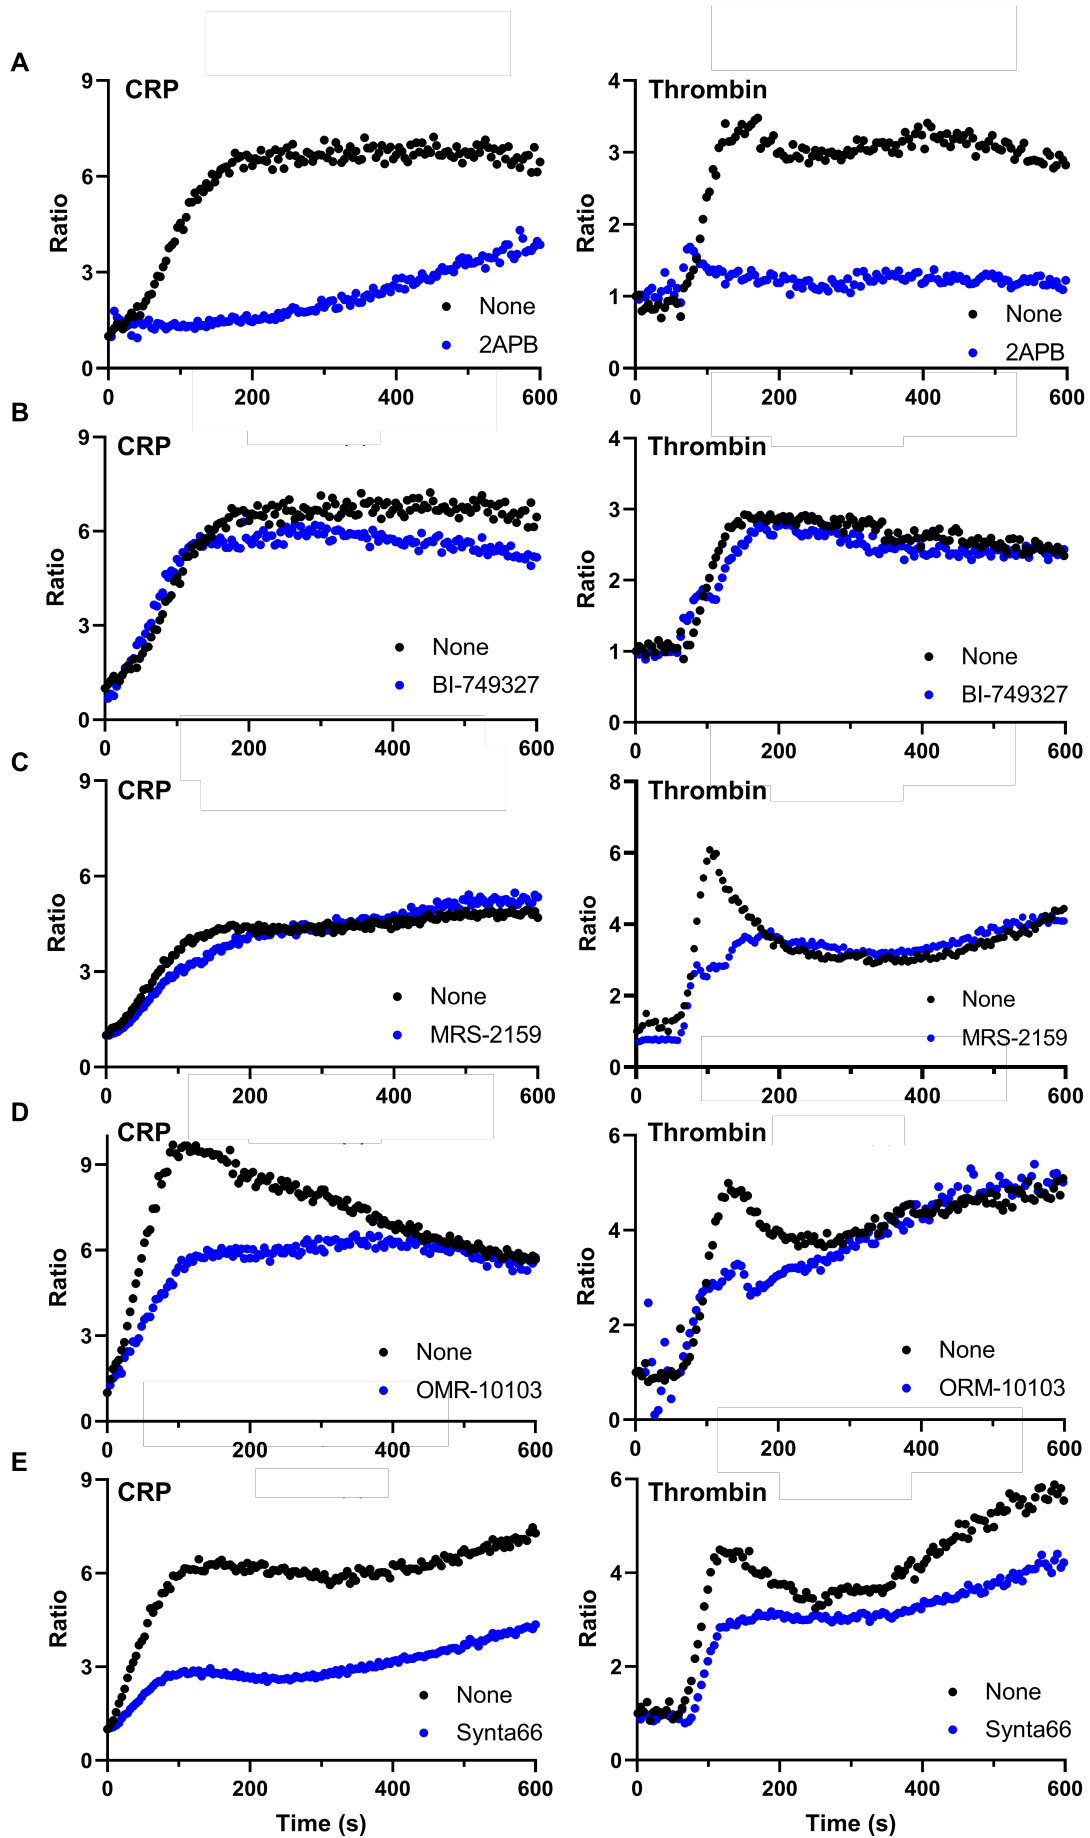 A
CRP
Thrombin
9
6
3
0
Ratio
None
2APB
0
200
400
600
4
3
2
1
0
Ratio
None
2APB
0
200
400
600
B
CRP
Thrombin
9
6
3
0
Ratio
None
BI-749327
0
200
400
600
4
3
2
1
0
Ratio
None
BI-749327
0
200
400
600
C
CRP
Thrombin
9
6
3
0
Ratio
None
MRS-2159
0
200
400
600
8
6
4
2
0
Ratio
None
MRS-2159
0
200
400
600
D
CRP
Thrombin
9
6
3
0
Ratio
None
OMR-10103
0
200
400
600
6
4
2
0
Ratio
None
ORM-10103
0
200
400
600
E
CRP
Thrombin
9
6
3
0
Ratio
None
Synta66
0
200
400
600
Time (s)
6
4
2
0
Ratio
None
Synta66
0
200
400
600
Time (s)